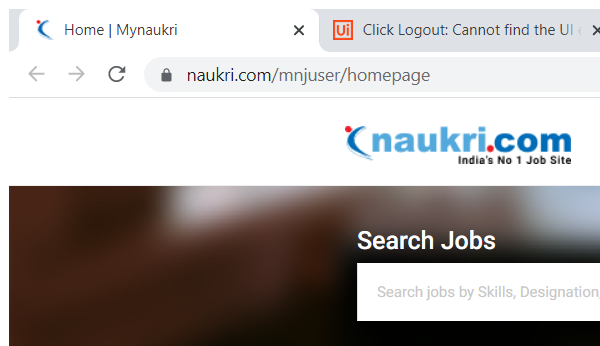 Home | Mynaukri
Ui Click Logout: Cannot find the UI
naukri.com/mnjuser/homepage
naukri.com
India's No 1 Job Site
Search Jobs
Search jobs by Skills, Designation,